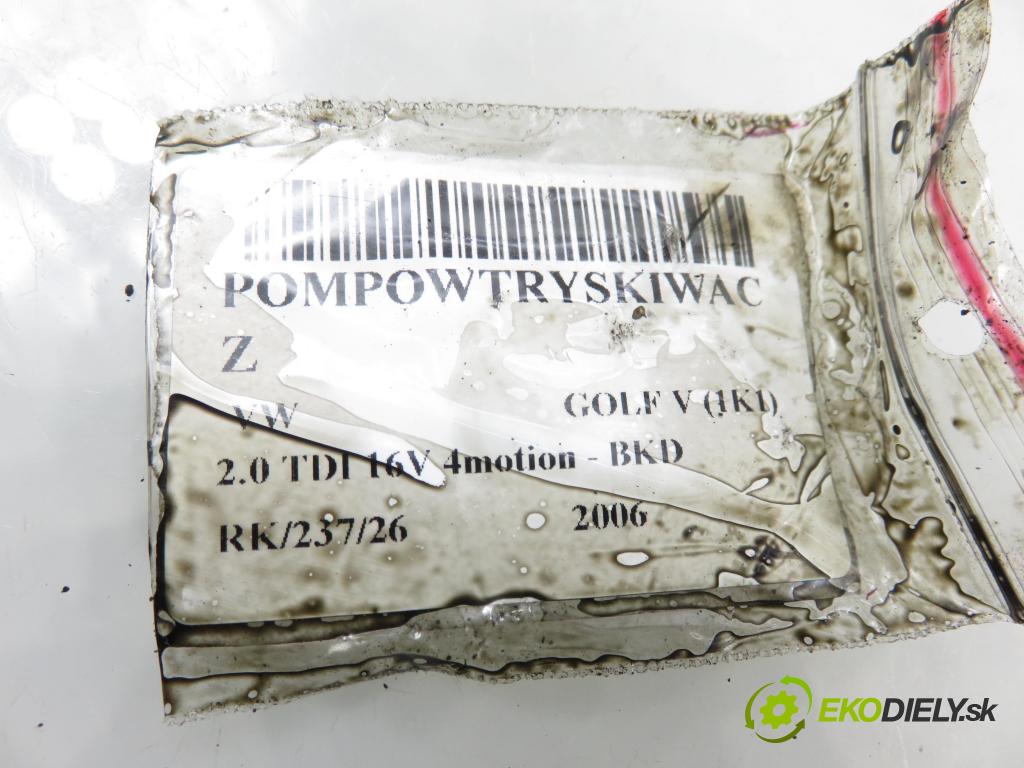 POMPOWTRYSKIWAC
Z
VW GOLF V (1K1)
2.0 TDI 16V 4motion - BKD
RK/237/26 2006
EKODIELY.sk